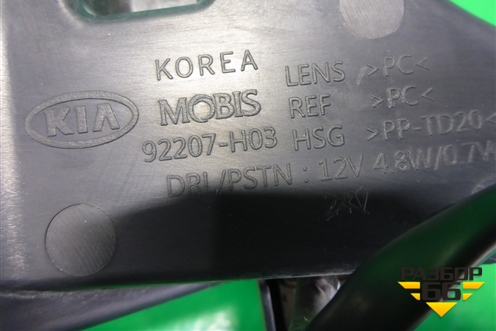 KOREA LENS >PC<
KIA MOBIS REF >PC<
92207-H03 HSG >PP-TD20<
DRL/PSTN : 12V 4.8W/0.7W
РАЗБОР
66